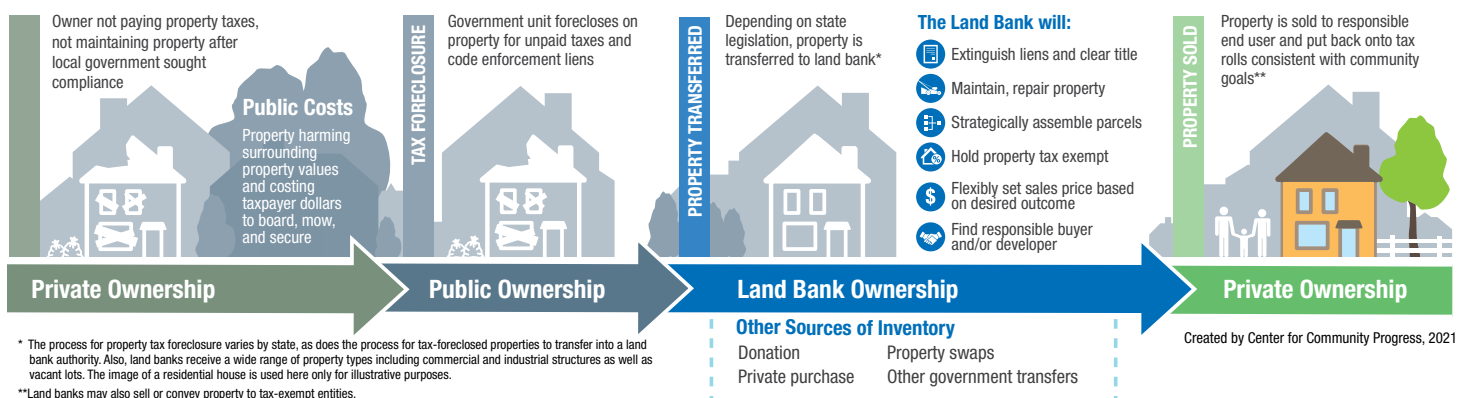 Owner not paying property taxes,
not maintaining property after
local government sought
compliance
Public Costs
Property harming
surrounding
property values
and costing
taxpayer dollars
to board, mow,
and secure
TAX FORECLOSURE
Government unit forecloses on
property for unpaid taxes and
code enforcement liens
PROPERTY TRANSFERRED
Depending on state
legislation, property is
transferred to land bank*
The Land Bank will:
Extinguish liens and clear title
Maintain, repair property
Strategically assemble parcels
Hold property tax exempt
Flexibly set sales price based
on desired outcome
Find responsible buyer
and/or developer
PROPERTY SOLD
Property is sold to responsible
end user and put back onto tax
rolls consistent with community
goals**
Private Ownership
Public Ownership
Land Bank Ownership
Private Ownership
Other Sources of Inventory
Donation
Private purchase
Property swaps
Other government transfers
Created by Center for Community Progress, 2021
* The process for property tax foreclosure varies by state, as does the process for tax-foreclosed properties to transfer into a land
bank authority. Also, land banks receive a wide range of property types including commercial and industrial structures as well as
vacant lots. The image of a residential house is used here only for illustrative purposes.
**Land banks may also sell or convey property to tax-exempt entities.